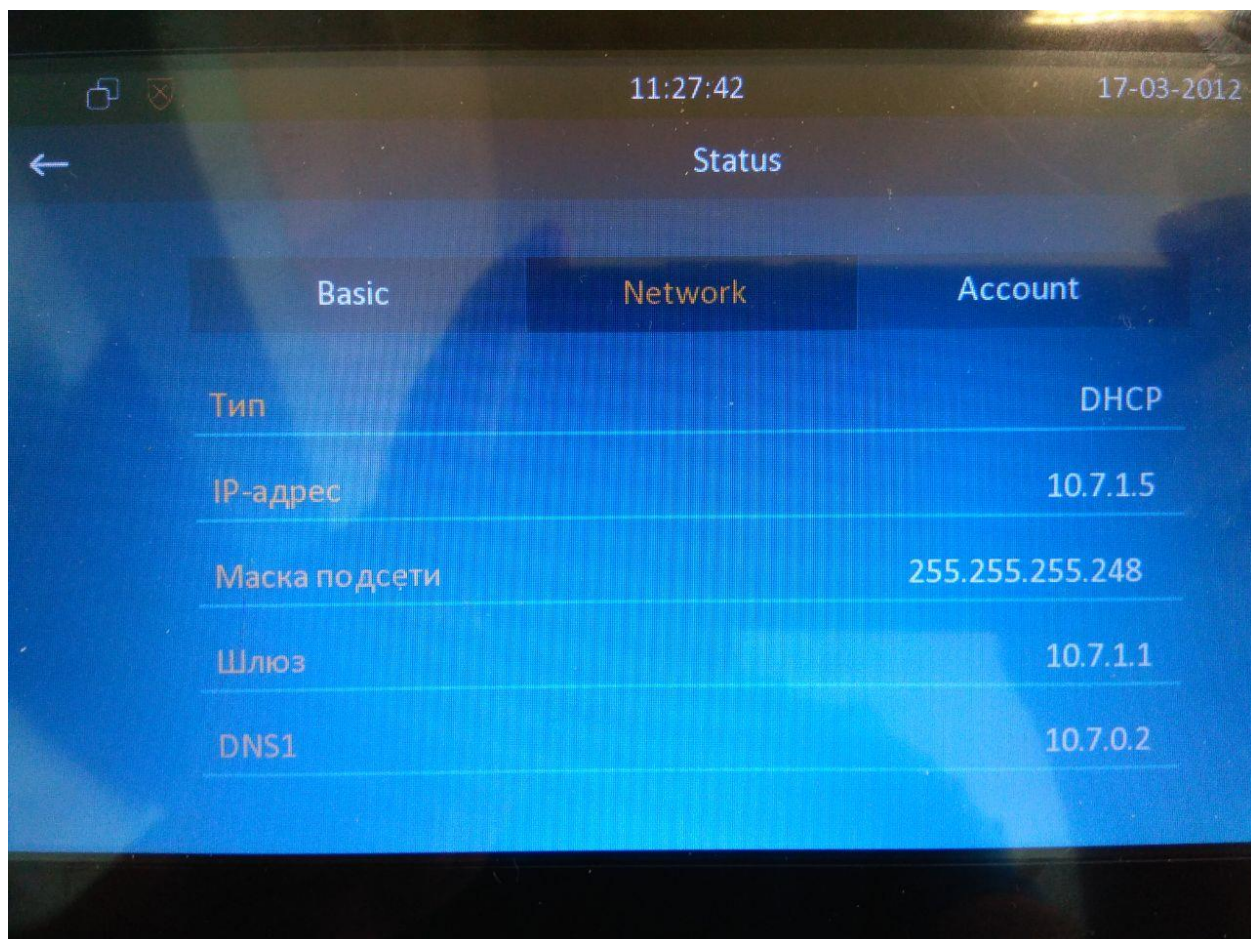 11:27:42 17-03-2012
Status
Basic Network Account
Тип DHCP
IP-адрес 10.7.1.5
Маска подсети 255.255.255.248
Шлюз 10.7.1.1
DNS1 10.7.0.2